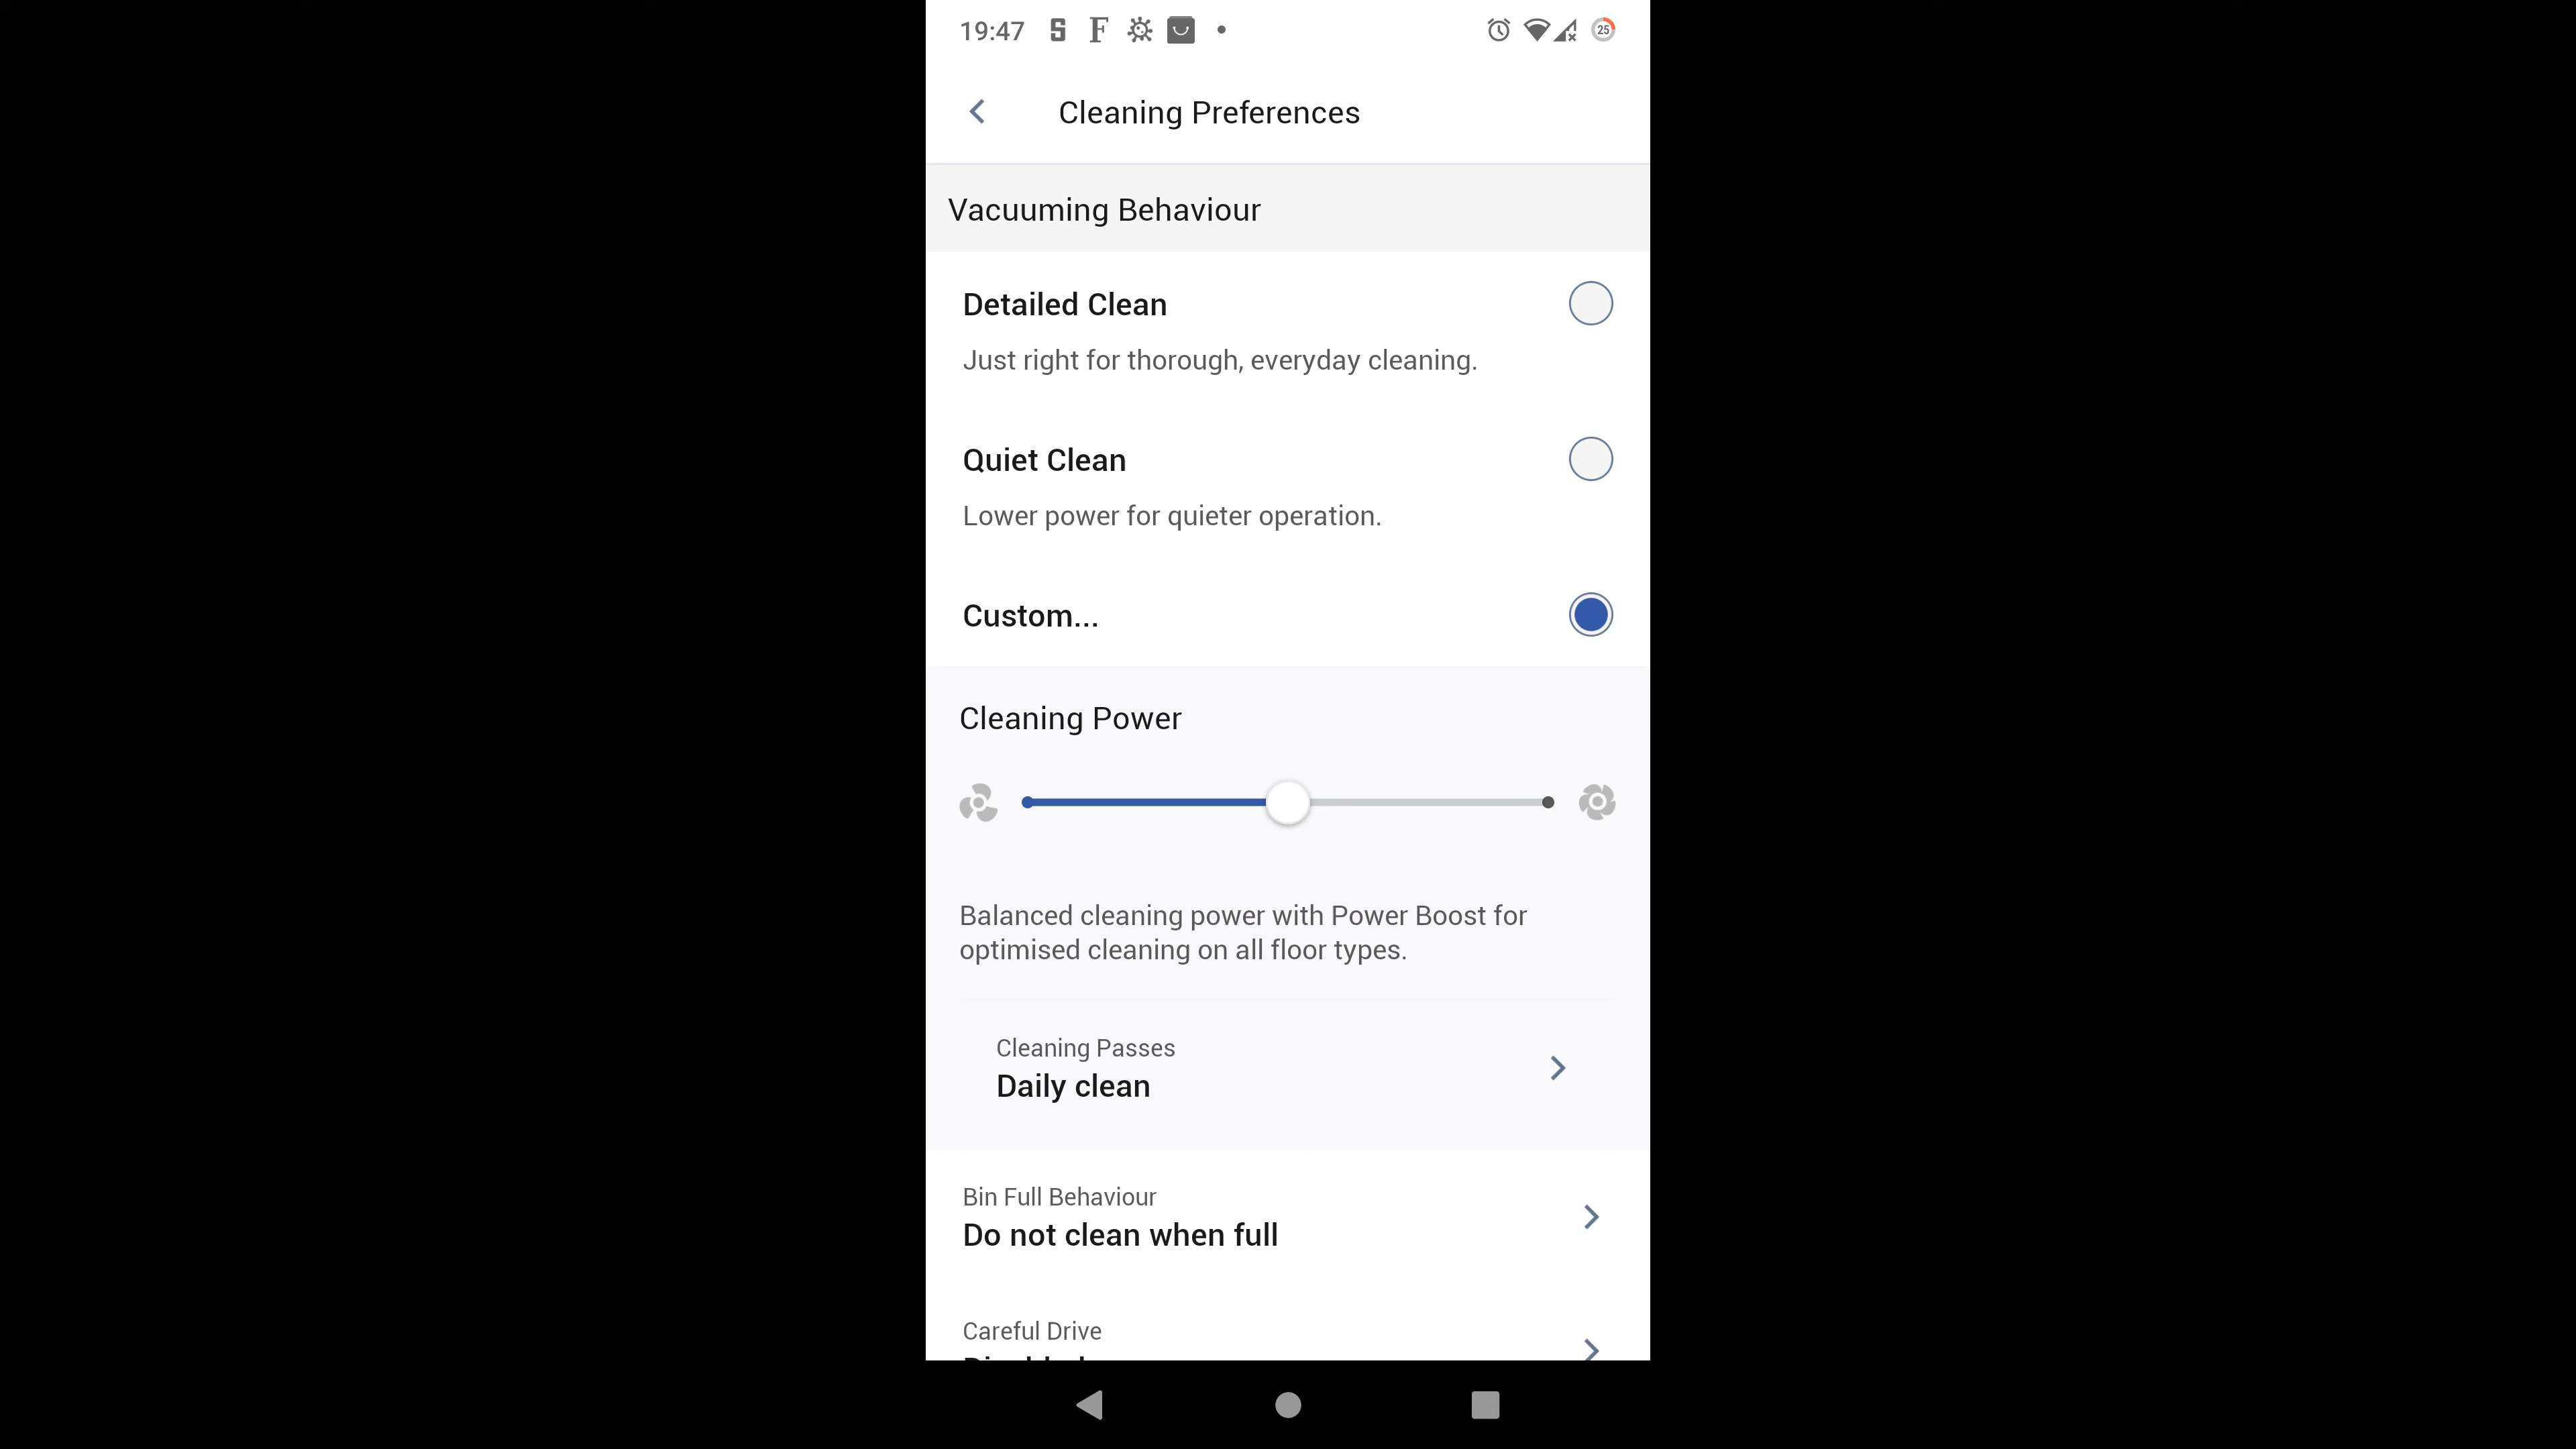 19:47
25
Cleaning Preferences
Vacuuming Behaviour
Detailed Clean
Just right for thorough, everyday cleaning.
Quiet Clean
Lower power for quieter operation.
Custom...
Cleaning Power
Balanced cleaning power with Power Boost for
optimised cleaning on all floor types.
Cleaning Passes
Daily clean
Bin Full Behaviour
Do not clean when full
Careful Drive